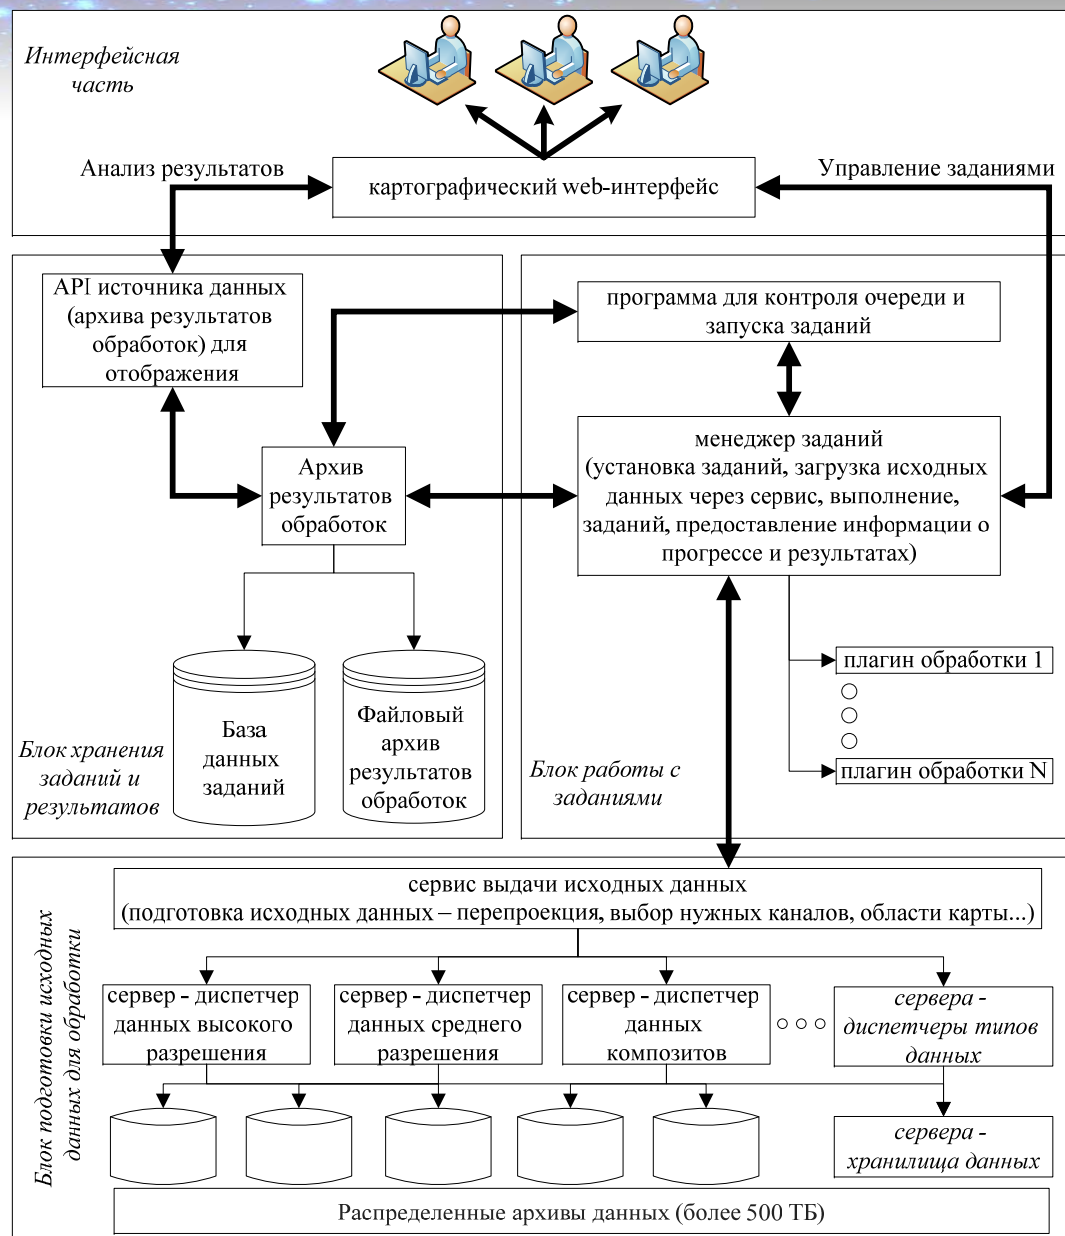 Интерфейсная
часть
Анализ результатов
Управление заданиями
картографический web-интерфейс
API источника данных
(архива результатов
обработок) для
отображения
программа для контроля очереди и
запуска заданий
Архив
результатов
обработок
менеджер заданий
(установка заданий, загрузка исходных
данных через сервис, выполнение,
заданий, предоставление информации о
прогрессе и результатах)
База
данных
заданий
Файловый
архив
результатов
обработок
Блок хранения
заданий и
результатов
плагин обработки 1
плагин обработки N
Блок работы с
заданиями
Блок подготовки исходных
данных для обработки
сервис выдачи исходных данных
(подготовка исходных данных – перепроекция, выбор нужных каналов, области карты...)
сервер - диспетчер
данных высокого
разрешения
сервер - диспетчер
данных среднего
разрешения
сервер - диспетчер
данных
композитов
сервера -
диспетчеры типов
данных
сервера -
хранилища данных
Распределенные архивы данных (более 500 ТБ)